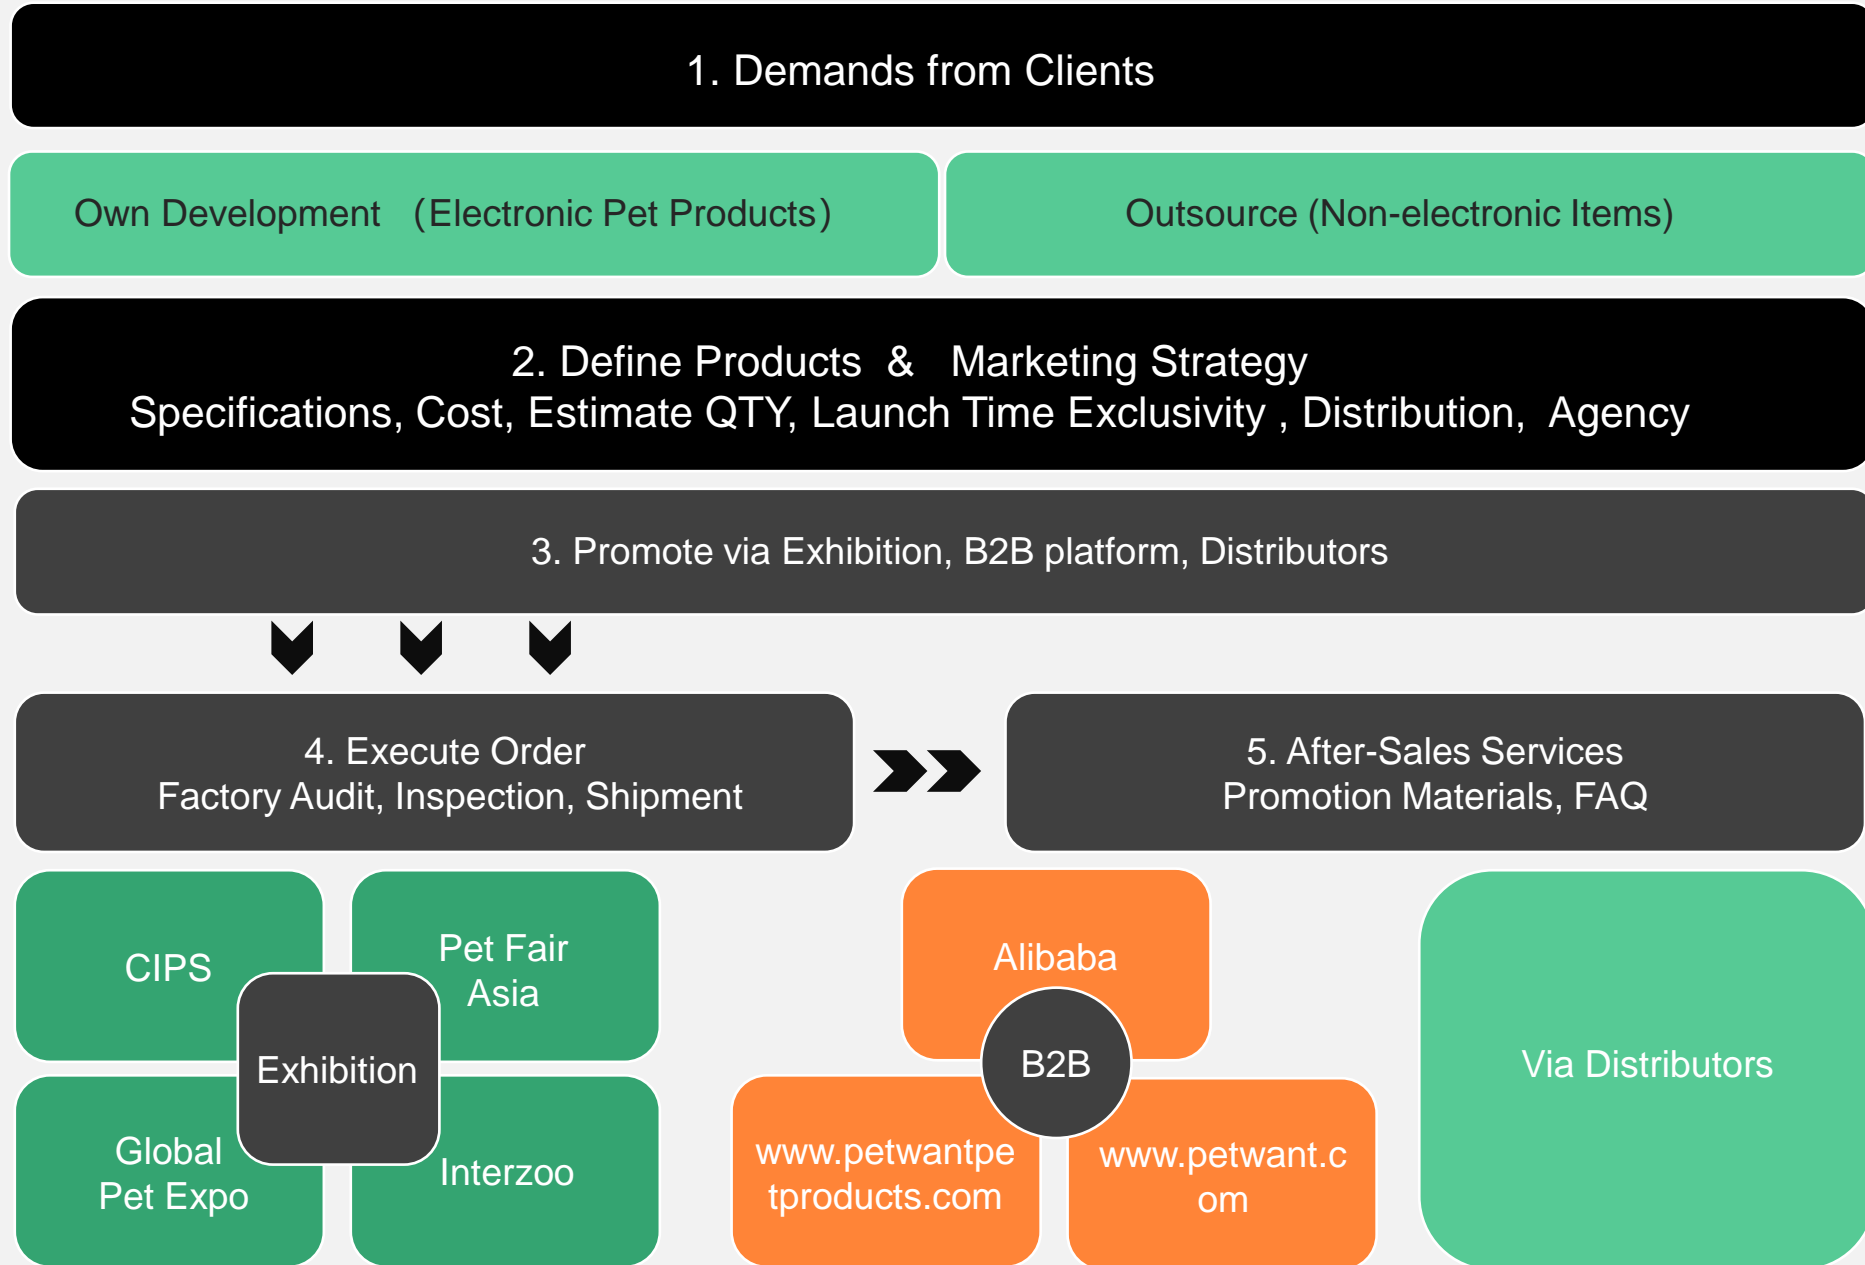 1. Demands from Clients
Own Development （Electronic Pet Products）
Outsource (Non-electronic Items)
2. Define Products & Marketing Strategy
Specifications, Cost, Estimate QTY, Launch Time Exclusivity , Distribution, Agency
3. Promote via Exhibition, B2B platform, Distributors
4. Execute Order
Factory Audit, Inspection, Shipment
5. After-Sales Services
Promotion Materials, FAQ
CIPS
Pet Fair
Asia
Exhibition
Global
Pet Expo
Interzoo
Alibaba
B2B
www.petwantpe
tproducts.com
www.petwant.c
om
Via Distributors